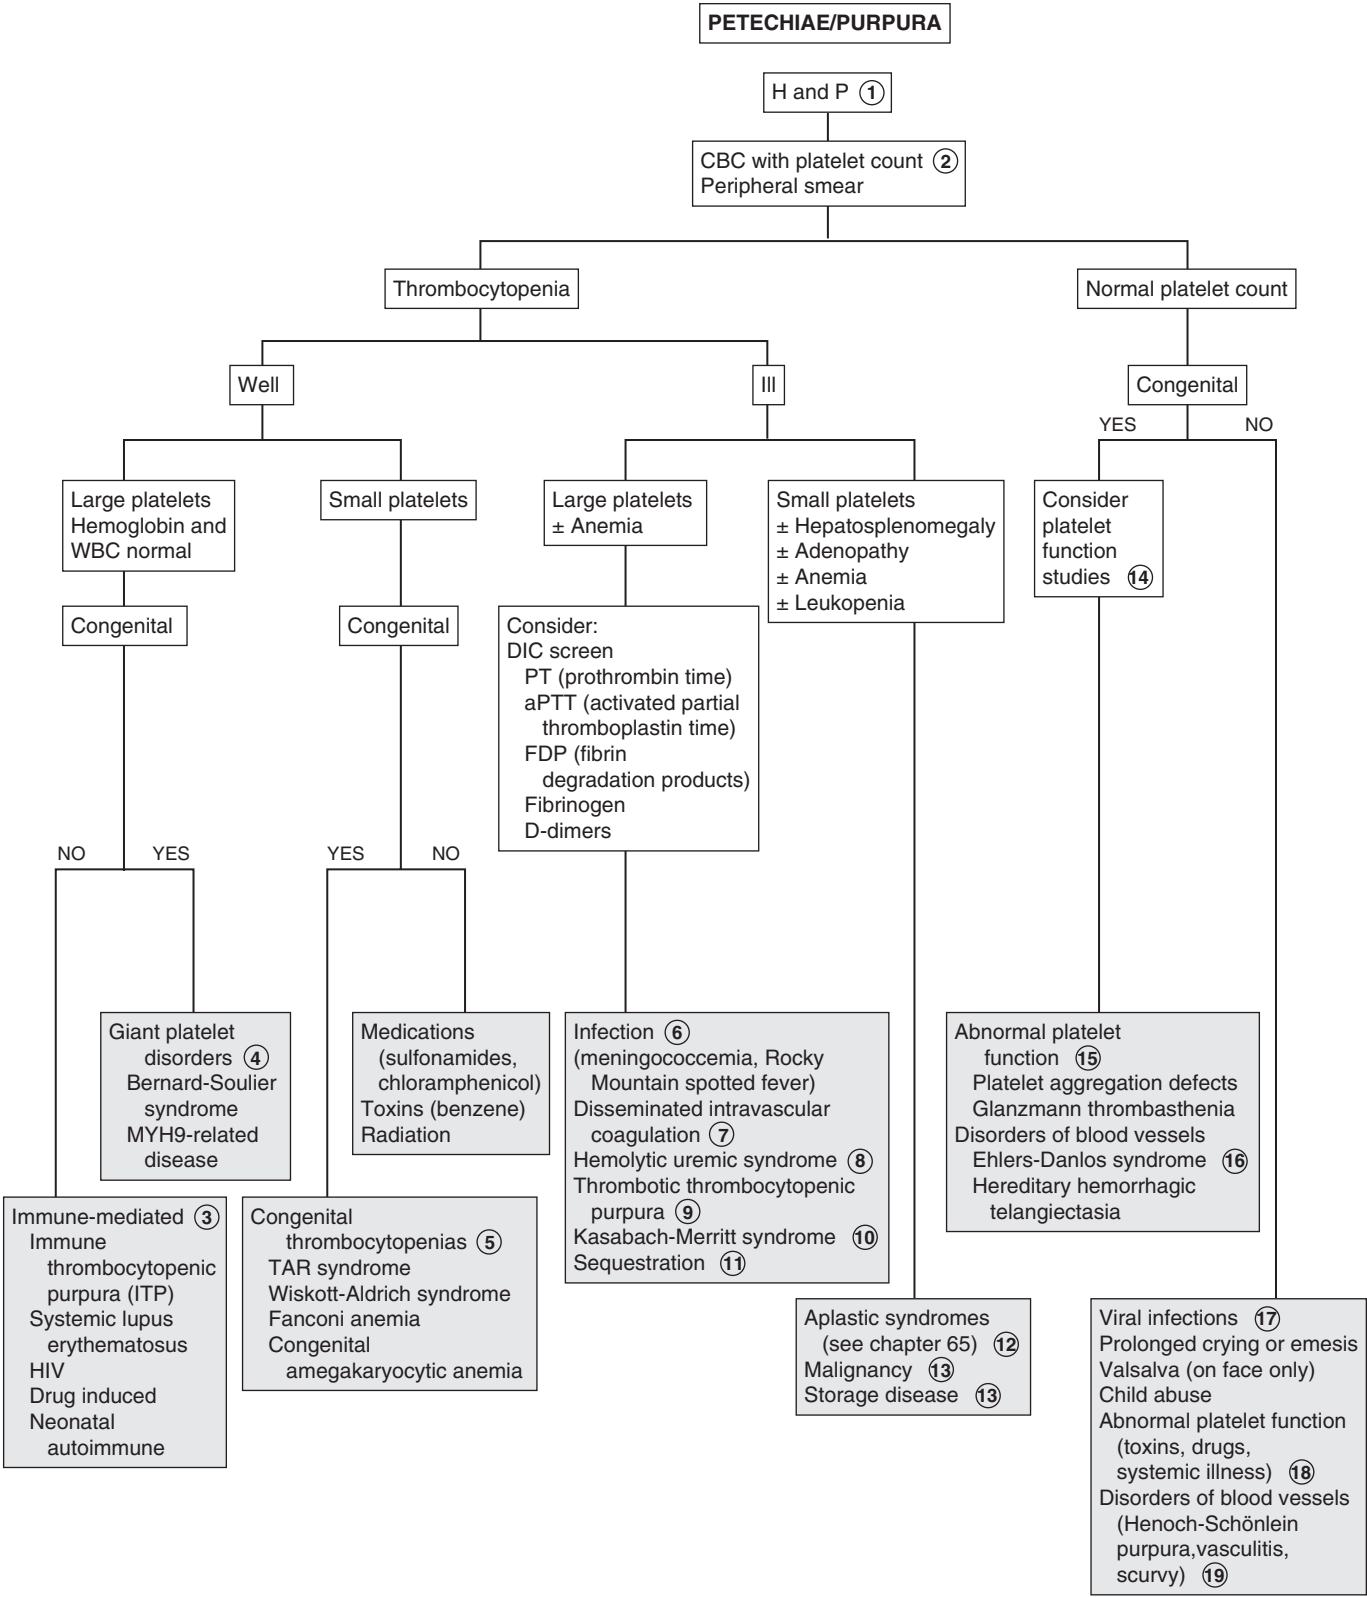 PETECHIAE/PURPURA
H and P 1
CBC with platelet count 2
Peripheral smear
Thrombocytopenia
Normal platelet count
Well
Ill
Congenital
YES
NO
Large platelets
Hemoglobin and
WBC normal
Small platelets
Large platelets
± Anemia
Small platelets
± Hepatosplenomegaly
± Adenopathy
± Anemia
± Leukopenia
Consider
platelet
function
studies 14
Congenital
Congenital
Consider:
DIC screen
PT (prothrombin time)
aPTT (activated partial
thromboplastin time)
FDP (fibrin
degradation products)
Fibrinogen
D-dimers
NO
YES
YES
NO
Giant platelet
disorders 4
Bernard-Soulier
syndrome
MYH9-related
disease
Medications
(sulfonamides,
chloramphenicol)
Toxins (benzene)
Radiation
Infection 6
(meningococcemia, Rocky
Mountain spotted fever)
Disseminated intravascular
coagulation 7
Hemolytic uremic syndrome 8
Thrombotic thrombocytopenic
purpura 9
Kasabach-Merritt syndrome 10
Sequestration 11
Abnormal platelet
function 15
Platelet aggregation defects
Glanzmann thrombasthenia
Disorders of blood vessels
Ehlers-Danlos syndrome 16
Hereditary hemorrhagic
telangiectasia
Immune-mediated 3
Immune
thrombocytopenic
purpura (ITP)
Systemic lupus
erythematosus
HIV
Drug induced
Neonatal
autoimmune
Congenital
thrombocytopenias 5
TAR syndrome
Wiskott-Aldrich syndrome
Fanconi anemia
Congenital
amegakaryocytic anemia
Aplastic syndromes
(see chapter 65) 12
Malignancy 13
Storage disease 13
Viral infections 17
Prolonged crying or emesis
Valsalva (on face only)
Child abuse
Abnormal platelet function
(toxins, drugs,
systemic illness) 18
Disorders of blood vessels
(Henoch-Schönlein
purpura,vasculitis,
scurvy) 19